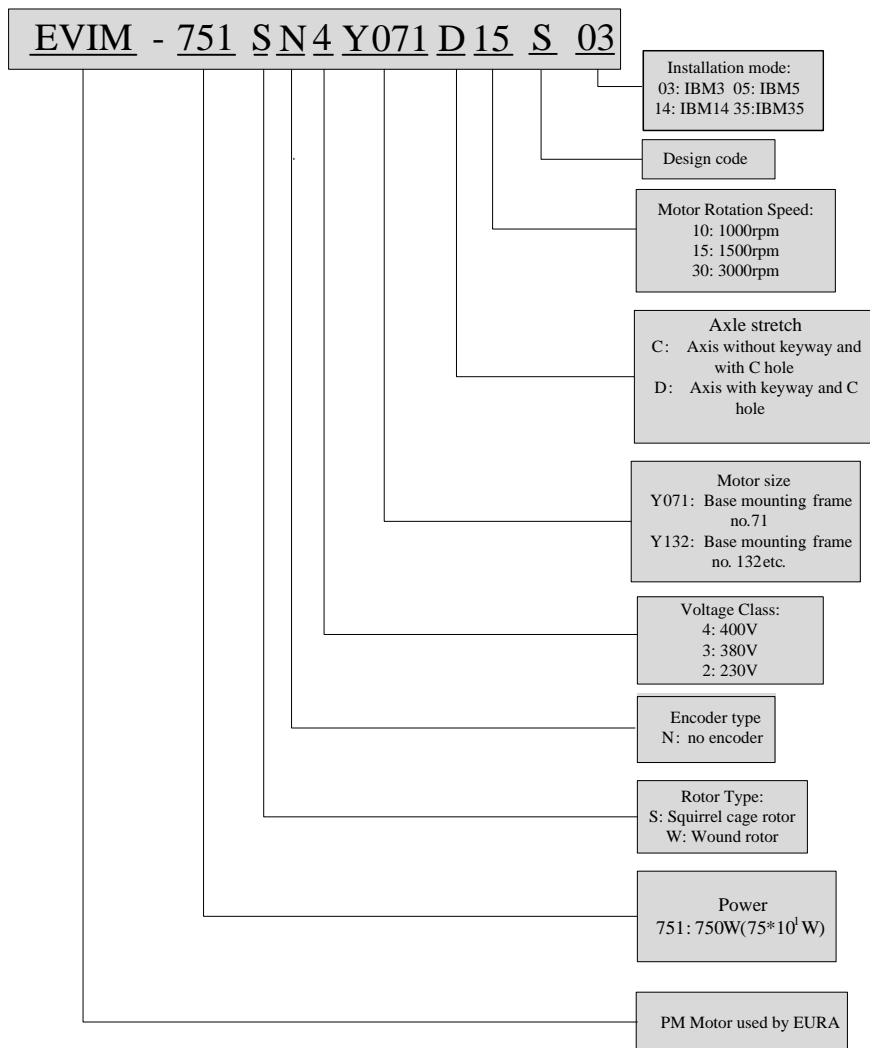 EVIM - 751 S N 4 Y071 D 15 S 03
Installation mode:
03: IBM3 05: IBM5
14: IBM14 35:IBM35
Design code
Motor Rotation Speed:
10: 1000rpm
15: 1500rpm
30: 3000rpm
Axle stretch
C: Axis without keyway and
with C hole
D: Axis with keyway and C
hole
Motor size
Y071: Base mounting frame
no.71
Y132: Base mounting frame
no. 132etc.
Voltage Class:
4: 400V
3: 380V
2: 230V
Encoder type
N: no encoder
Rotor Type:
S: Squirrel cage rotor
W: Wound rotor
Power
751: 750W(75*10¹W)
PM Motor used by EURA